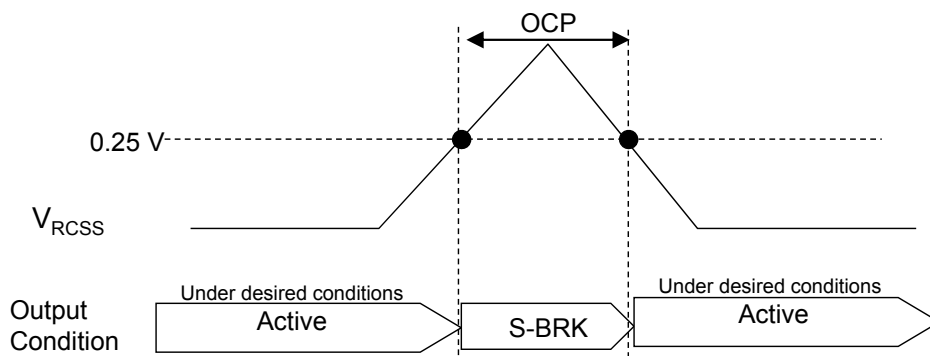 OCP
0.25 V
VRCSS
Output
Condition
Under desired conditions
Active
S-BRK
Under desired conditions
Active